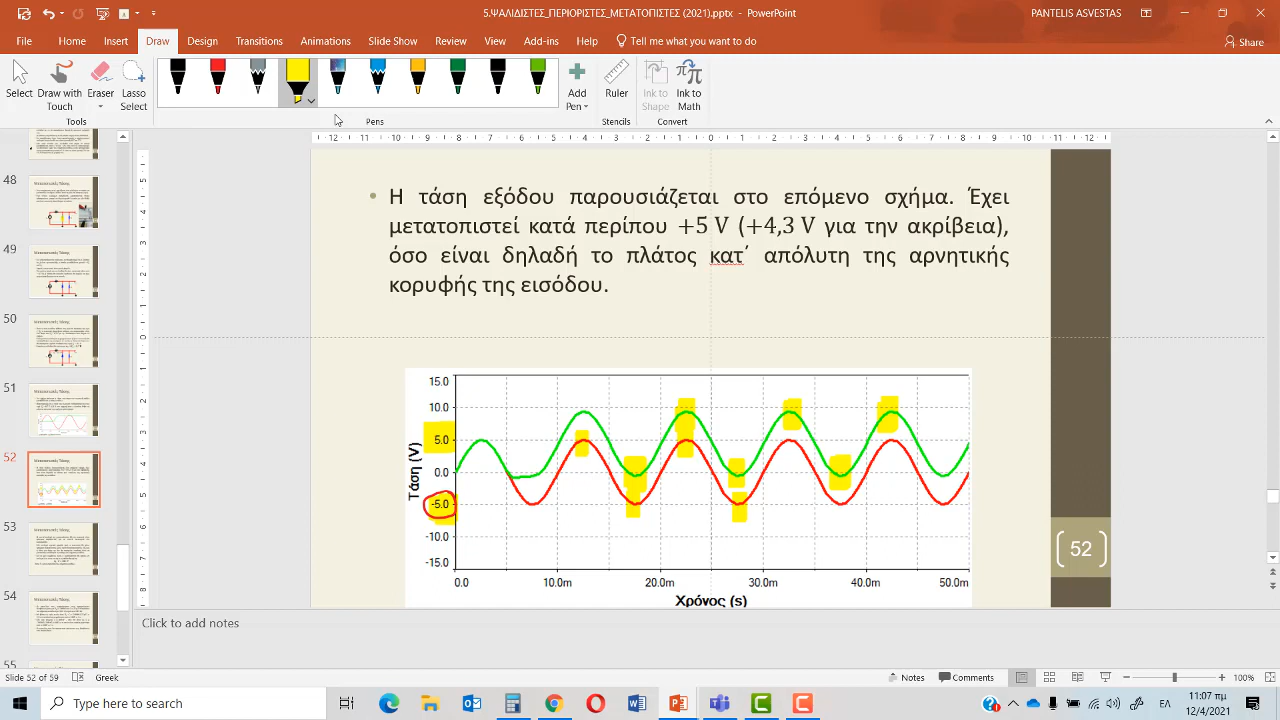 5.ΨΑΛΙΔΙΣΤΕΣ_ΠΕΡΙΟΡΙΣΤΕΣ_ΜΕΤΑΤΟΠΙΣΤΕΣ (2021).pptx - PowerPoint
PANTELIS ASVESTAS
File Home Insert Draw Design Transitions Animations Slide Show Review View Add-ins Help Tell me what you want to do
Share
Select
Draw with Touch
Eraser
Lasso Select
Add Pen
Ruler
Ink to Shape
Ink to Math
Tools
Pens
Stencils
Convert
48
49
50
51
53
54
Η τάση εξόδου παρουσιάζεται στο επόμενο σχήμα. Έχει
μετατοπιστεί κατά περίπου +5 V (+4,3 V για την ακρίβεια),
όσο είναι δηλαδή το πλάτος κατ΄ απόλυτη της αρνητικής
κορυφής της εισόδου.
Τάση (V)
15.0
10.0
5.0
0.0
-5.0
-10.0
-15.0
0.0 10.0m 20.0m 30.0m 40.0m 50.0m
Χρόνος (s)
52
Click to add notes
Slide 52 of 59
Greek
Notes
Comments
100%
Type here to search
11:07 πμ
12/4/2021